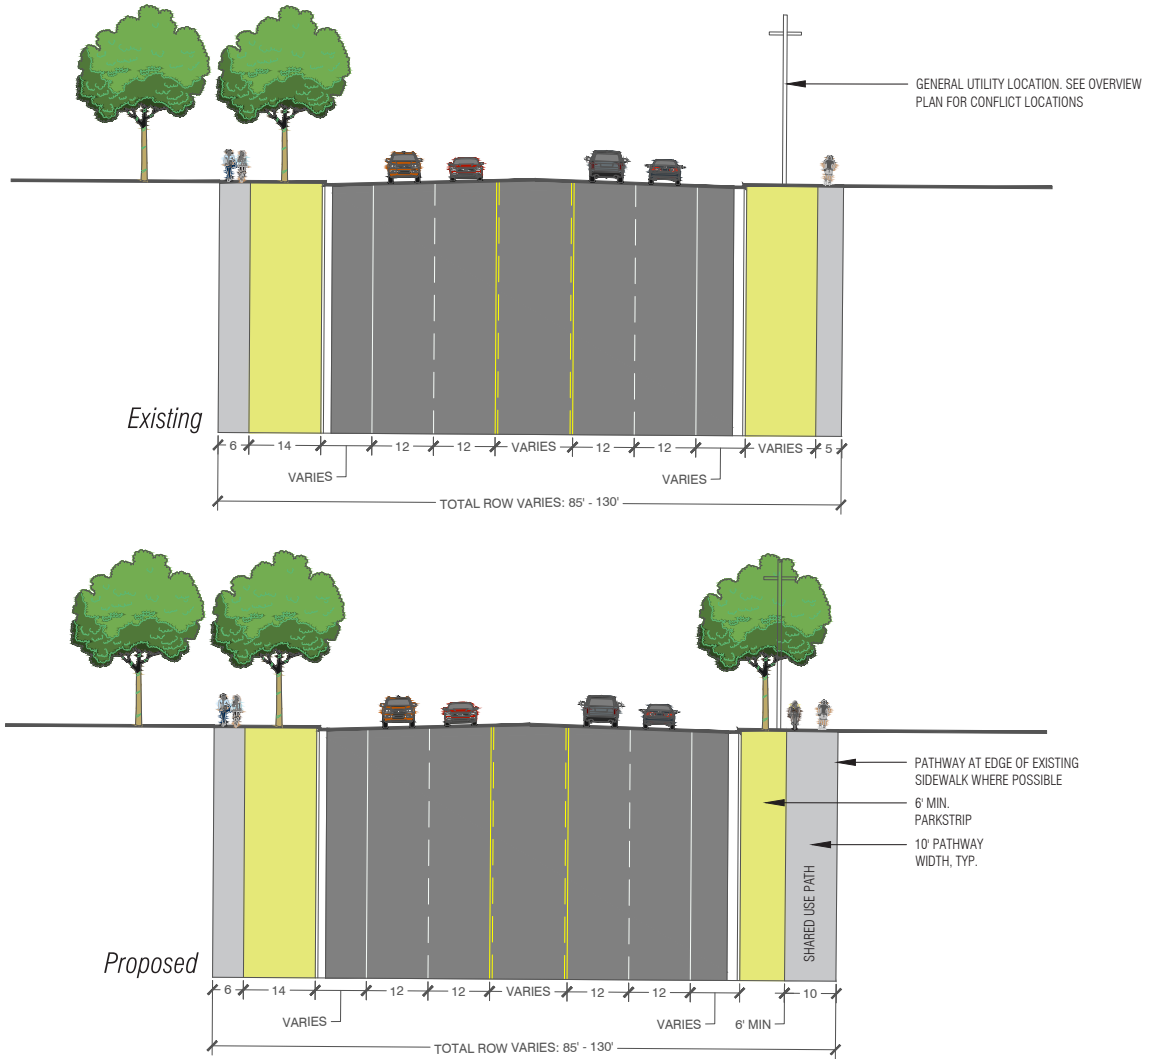 GENERAL UTILITY LOCATION. SEE OVERVIEW
PLAN FOR CONFLICT LOCATIONS
Existing
6 14 12 12 VARIES 12 12 VARIES 5
VARIES VARIES
TOTAL ROW VARIES: 85' - 130'
PATHWAY AT EDGE OF EXISTING
SIDEWALK WHERE POSSIBLE
6' MIN.
PARKSTRIP
10' PATHWAY
WIDTH, TYP.
SHARED USE PATH
Proposed
6 14 12 12 VARIES 12 12 10
VARIES VARIES 6' MIN
TOTAL ROW VARIES: 85' - 130'